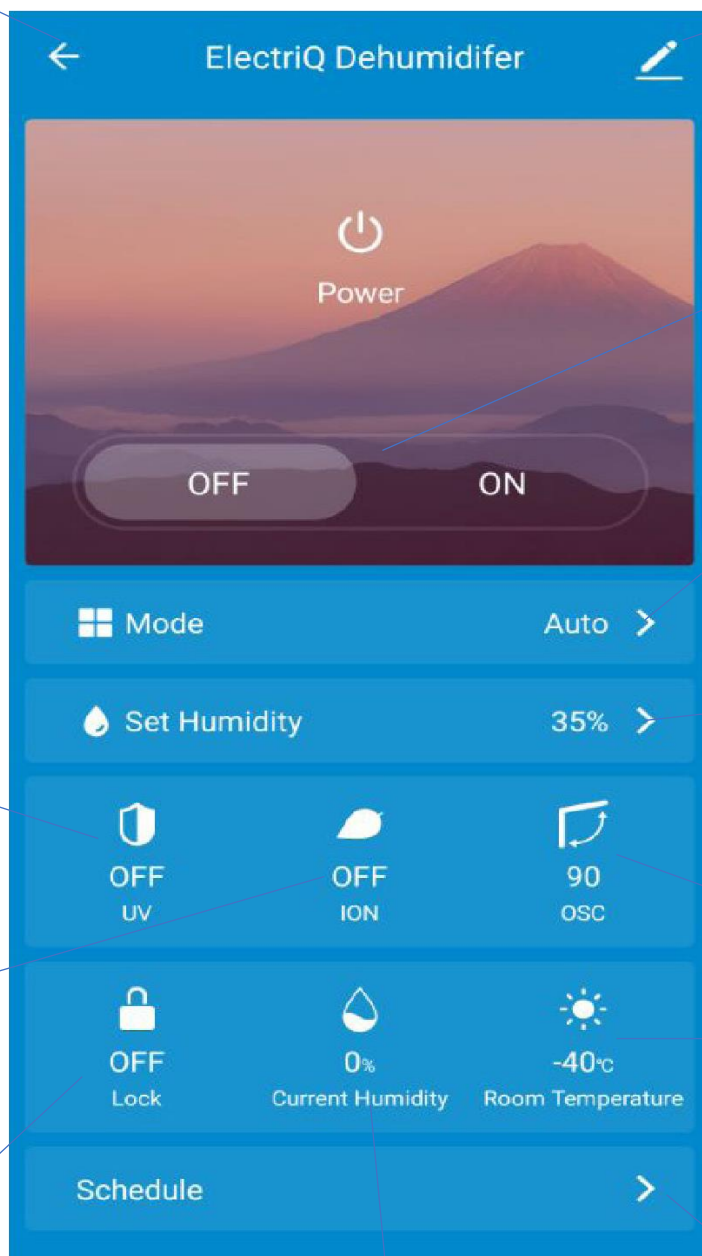 ElectriQ Dehumidifer
Power
OFF ON
Mode Auto
Set Humidity 35%
OFF OFF 90
UV ION OSC
OFF 0% -40°C
Lock Current Humidity Room Temperature
Schedule